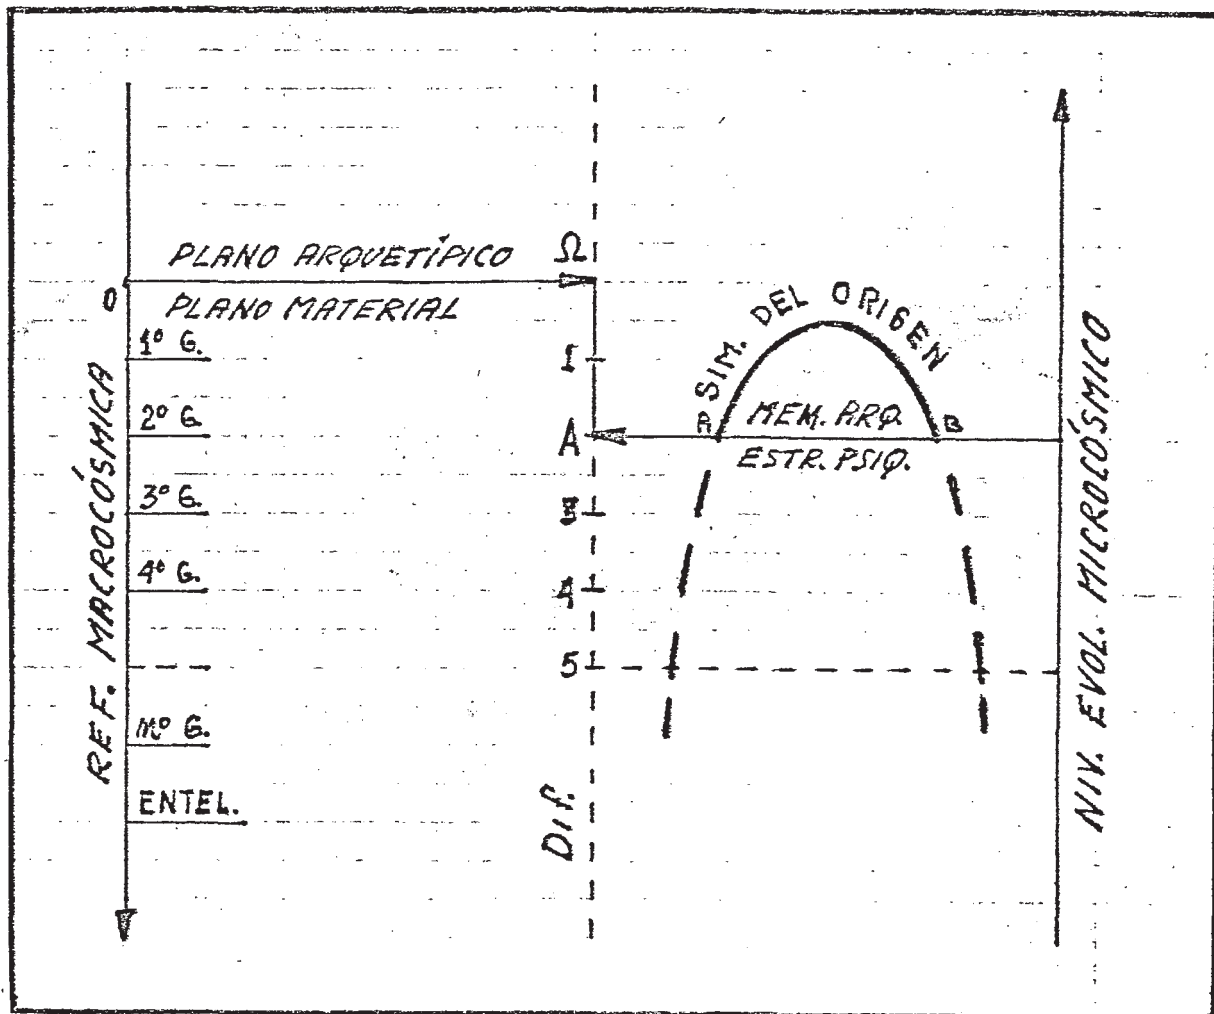 PLANO ARQUETÍPICO
Ω
0
PLANO MATERIAL
1º G.
2º G.
3º G.
4º G.
mº G.
ENTEL.
REF. MACROCÓSMICA
I
A
3
4
5
Dif.
SIM. DEL ORIGEN
A
MEM. ARQ.
B
ESTR. PSIQ.
NIV. EVOL. MICROCÓSMICO